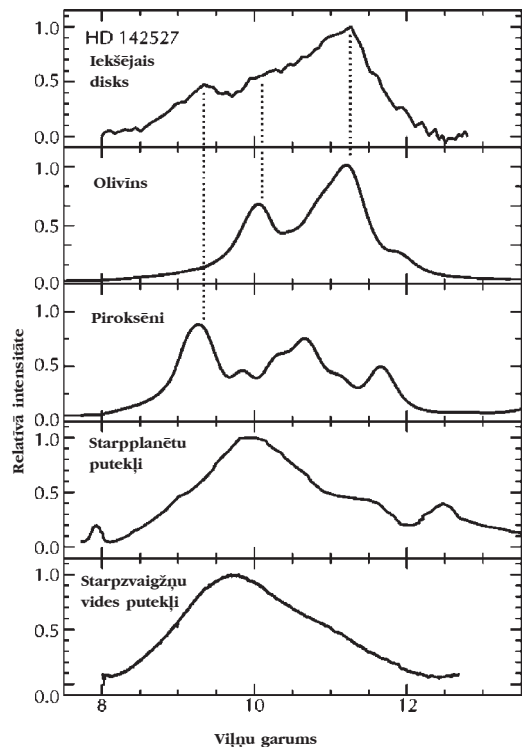 HD 142527
Iekšējais
disks
1.0
0.5
0.0
Olivīns
1.0
0.5
0.0
Piroksēni
1.0
0.5
0.0
Starpplanētu
putekļi
1.0
0.5
0.0
Starpzvaigžņu
vides putekļi
1.0
0.5
0.0
8 10 12
Viļņu garums
Relatīvā intensitāte